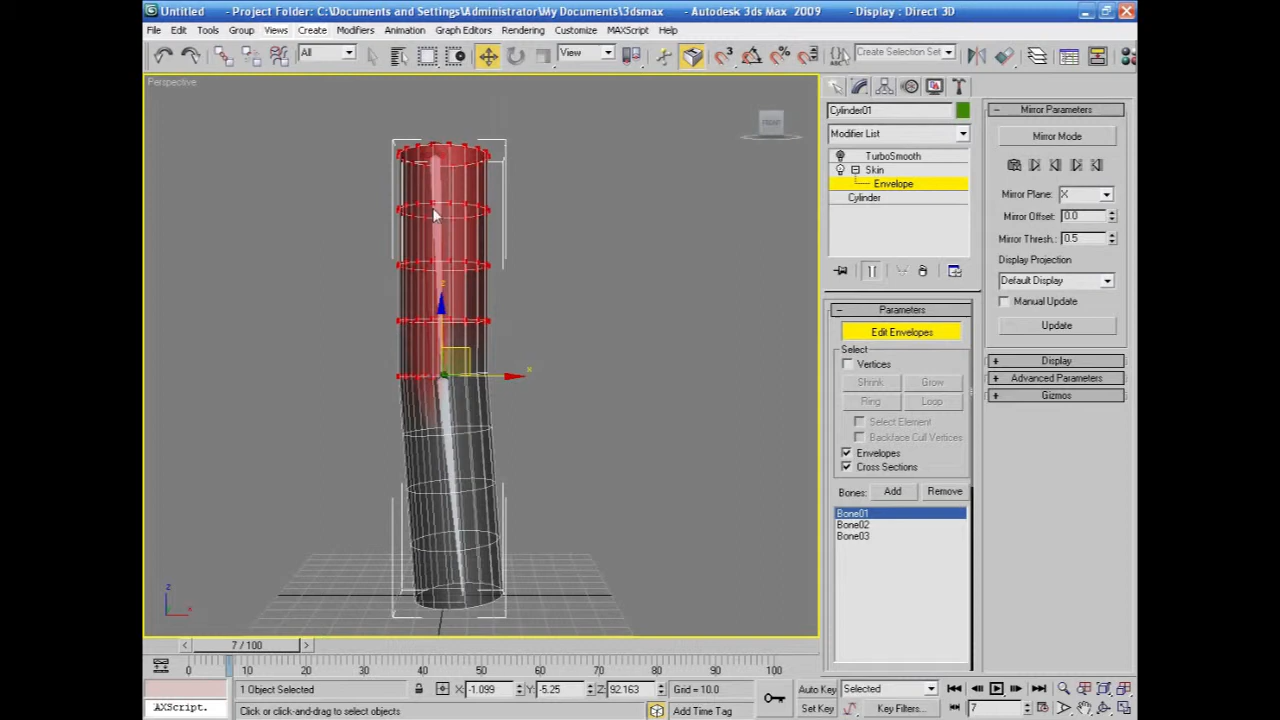 Untitled - Project Folder: C:\Documents and Settings\Administrator\My Documents\3dsmax - Autodesk 3ds Max 2009 - Display : Direct 3D
File Edit Tools Group Views Create Modifiers Animation Graph Editors Rendering Customize MAXScript Help
All View Create Selection Set
Perspective
FRONT
Cylinder01
Modifier List
TurboSmooth
Skin
Envelope
Cylinder
Parameters
Edit Envelopes
Select
Vertices
Shrink Grow
Ring Loop
Select Element
Backface Cull Vertices
Envelopes
Cross Sections
Bones: Add Remove
Bone01
Bone02
Bone03
Mirror Parameters
Mirror Mode
Mirror Plane: X
Mirror Offset: 0.0
Mirror Thresh.: 0.5
Display Projection
Default Display
Manual Update
Update
Display
Advanced Parameters
Gizmos
z
x
z
x
7 / 100
0 10 20 30 40 50 60 70 80 90 100
1 Object Selected X: -1.099 Y: -5.25 Z: 92.163 Grid = 10.0 Auto Key Selected
AXScript. Click or click-and-drag to select objects Add Time Tag Set Key Key Filters... 7